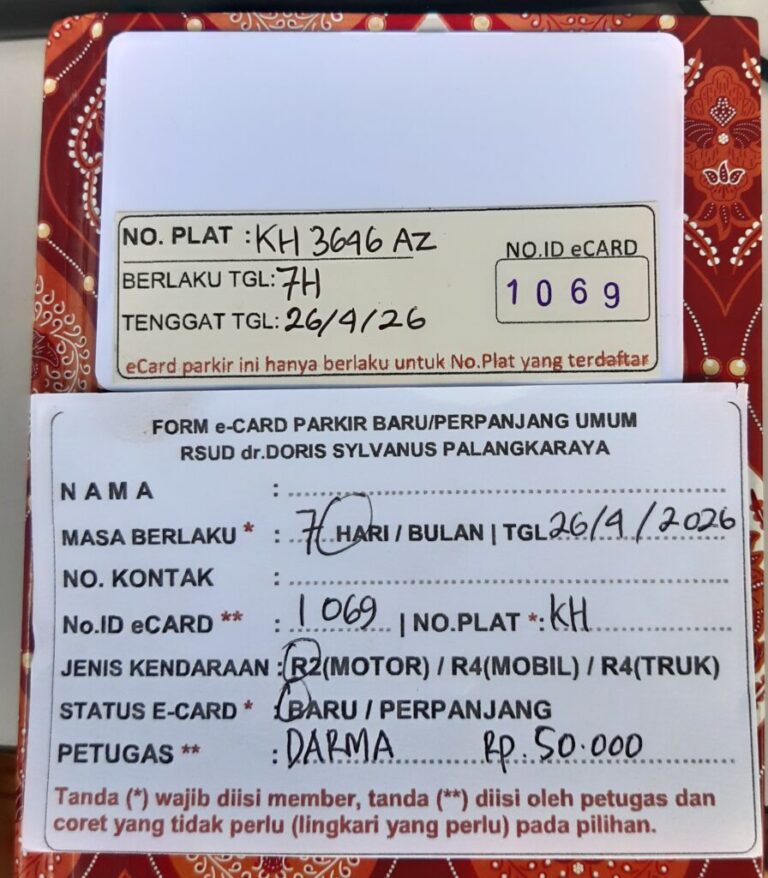 NO. PLAT : KH 3646 AZ
BERLAKU TGL: 7H
TENGGAT TGL: 26/4/26
NO.ID eCARD
1069
eCard parkir ini hanya berlaku untuk No.Plat yang terdaftar
FORM e-CARD PARKIR BARU/PERPANJANG UMUM
RSUD dr.DORIS SYLVANUS PALANGKARAYA
NAMA : 
MASA BERLAKU * : 7 HARI / BULAN | TGL 26/4/2026
NO. KONTAK : 
No.ID eCARD ** : 1069 | NO.PLAT *: KH
JENIS KENDARAAN : R2(MOTOR) / R4(MOBIL) / R4(TRUK)
STATUS E-CARD * : BARU / PERPANJANG
PETUGAS ** : DARMA Rp. 50.000
Tanda (*) wajib diisi member, tanda (**) diisi oleh petugas dan
coret yang tidak perlu (lingkari yang perlu) pada pilihan.